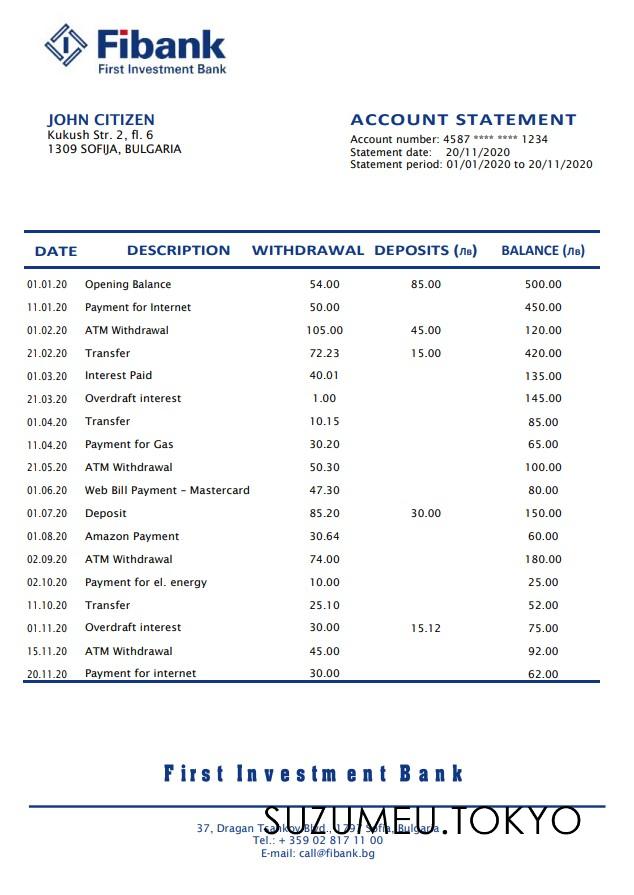 Fibank
First Investment Bank
JOHN CITIZEN
Kukush Str. 2, fl. 6
1309 SOFIJA, BULGARIA
ACCOUNT STATEMENT
Account number: 4587 **** **** 1234
Statement date: 20/11/2020
Statement period: 01/01/2020 to 20/11/2020
DATE DESCRIPTION WITHDRAWAL DEPOSITS (лв) BALANCE (лв)
01.01.20 Opening Balance 54.00 85.00 500.00
11.01.20 Payment for Internet 50.00 450.00
01.02.20 ATM Withdrawal 105.00 45.00 120.00
21.02.20 Transfer 72.23 15.00 420.00
01.03.20 Interest Paid 40.01 135.00
21.03.20 Overdraft interest 1.00 145.00
01.04.20 Transfer 10.15 85.00
11.04.20 Payment for Gas 30.20 65.00
21.05.20 ATM Withdrawal 50.30 100.00
01.06.20 Web Bill Payment – Mastercard 47.30 80.00
01.07.20 Deposit 85.20 30.00 150.00
01.08.20 Amazon Payment 30.64 60.00
02.09.20 ATM Withdrawal 74.00 180.00
02.10.20 Payment for el. energy 10.00 25.00
11.10.20 Transfer 25.10 52.00
01.11.20 Overdraft interest 30.00 15.12 75.00
15.11.20 ATM Withdrawal 45.00 92.00
20.11.20 Payment for internet 30.00 62.00
First Investment Bank
SUZUMEU.TOKYO
37, Dragan Tsankov Blvd., 1797 Sofia, Bulgaria
Tel.: + 359 02 817 11 00
E-mail: call@fibank.bg